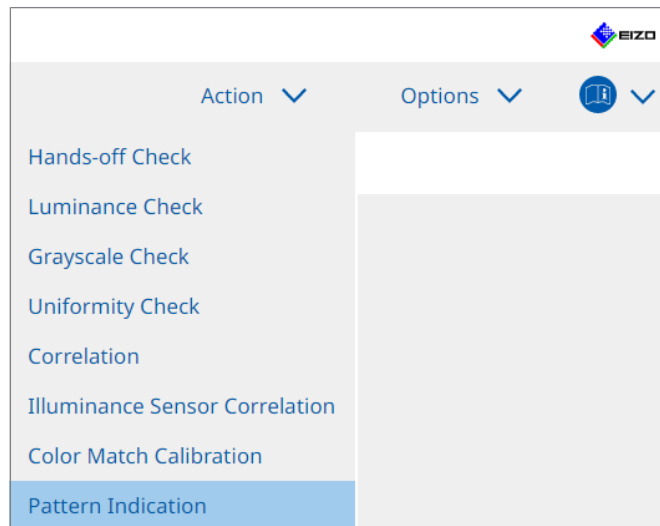 EIZO
Action
Options
Hands-off Check
Luminance Check
Grayscale Check
Uniformity Check
Correlation
Illuminance Sensor Correlation
Color Match Calibration
Pattern Indication